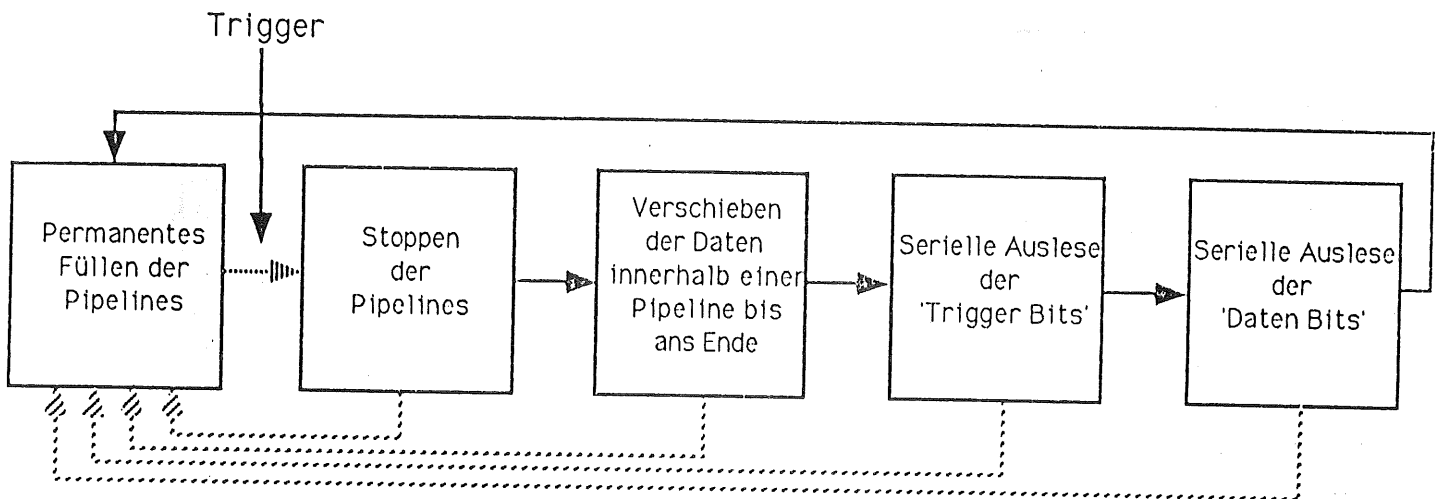 Trigger
Permanentes
Füllen der
Pipelines
Stoppen
der
Pipelines
Verschieben
der Daten
innerhalb einer
Pipeline bis
ans Ende
Serielle Auslese
der
'Trigger Bits'
Serielle Auslese
der
'Daten Bits'